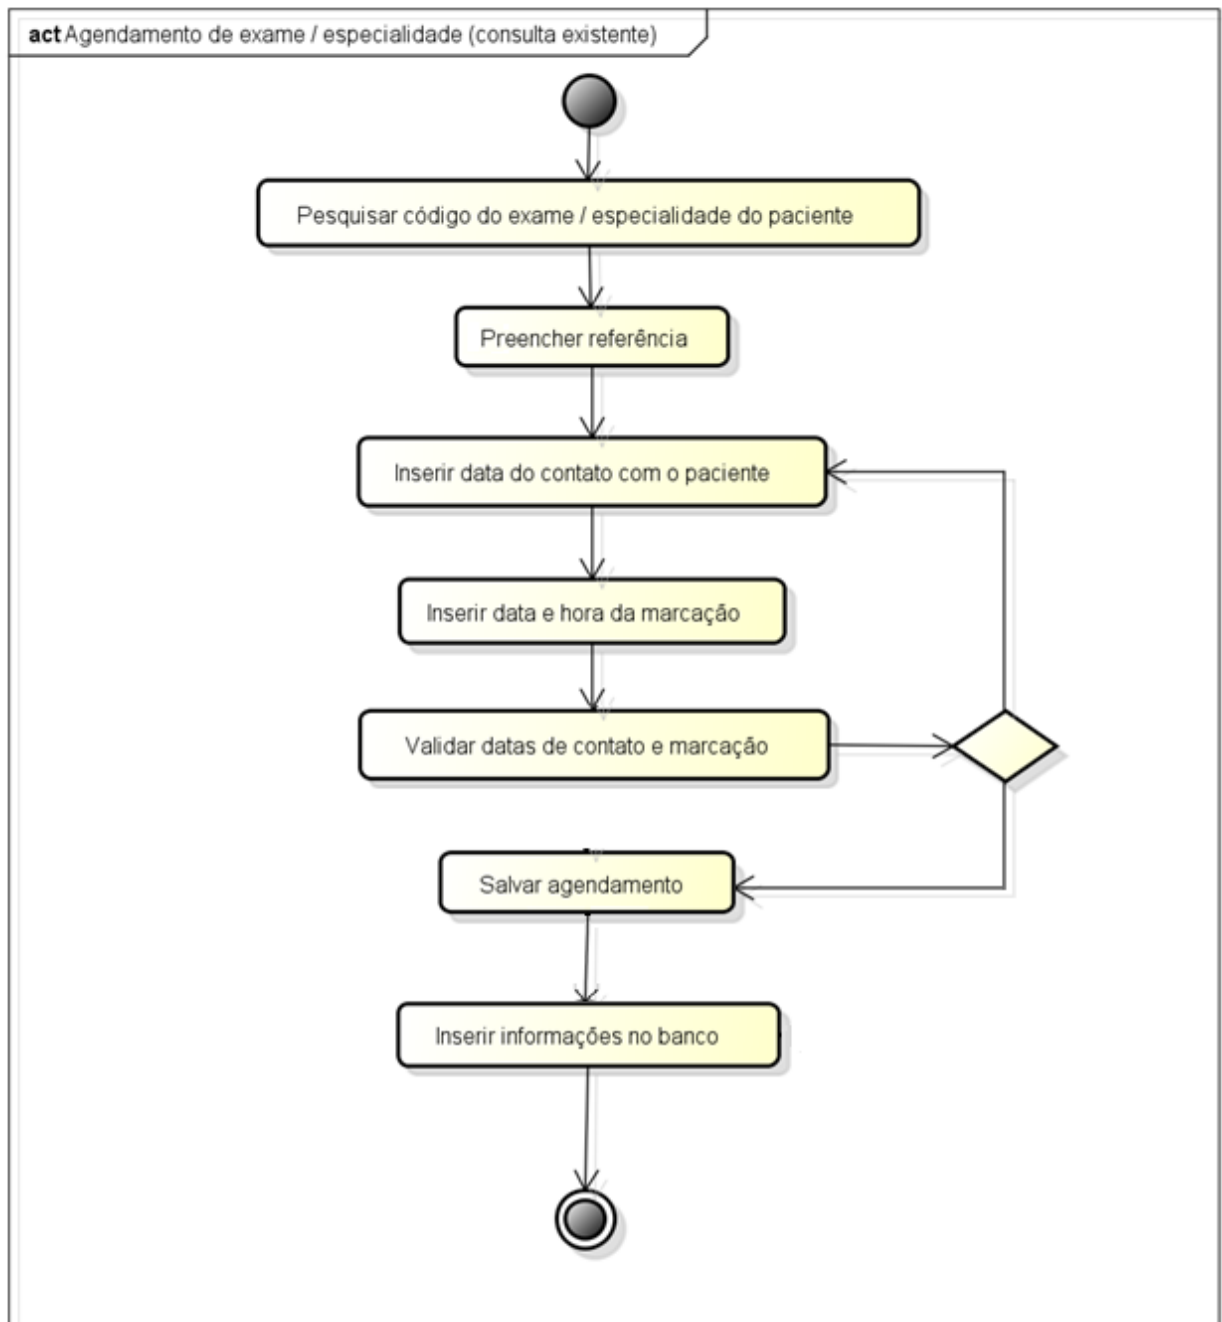 act Agendamento de exame / especialidade (consulta existente)
Pesquisar código do exame / especialidade do paciente
Preencher referência
Inserir data do contato com o paciente
Inserir data e hora da marcação
Validar datas de contato e marcação
Salvar agendamento
Inserir informações no banco